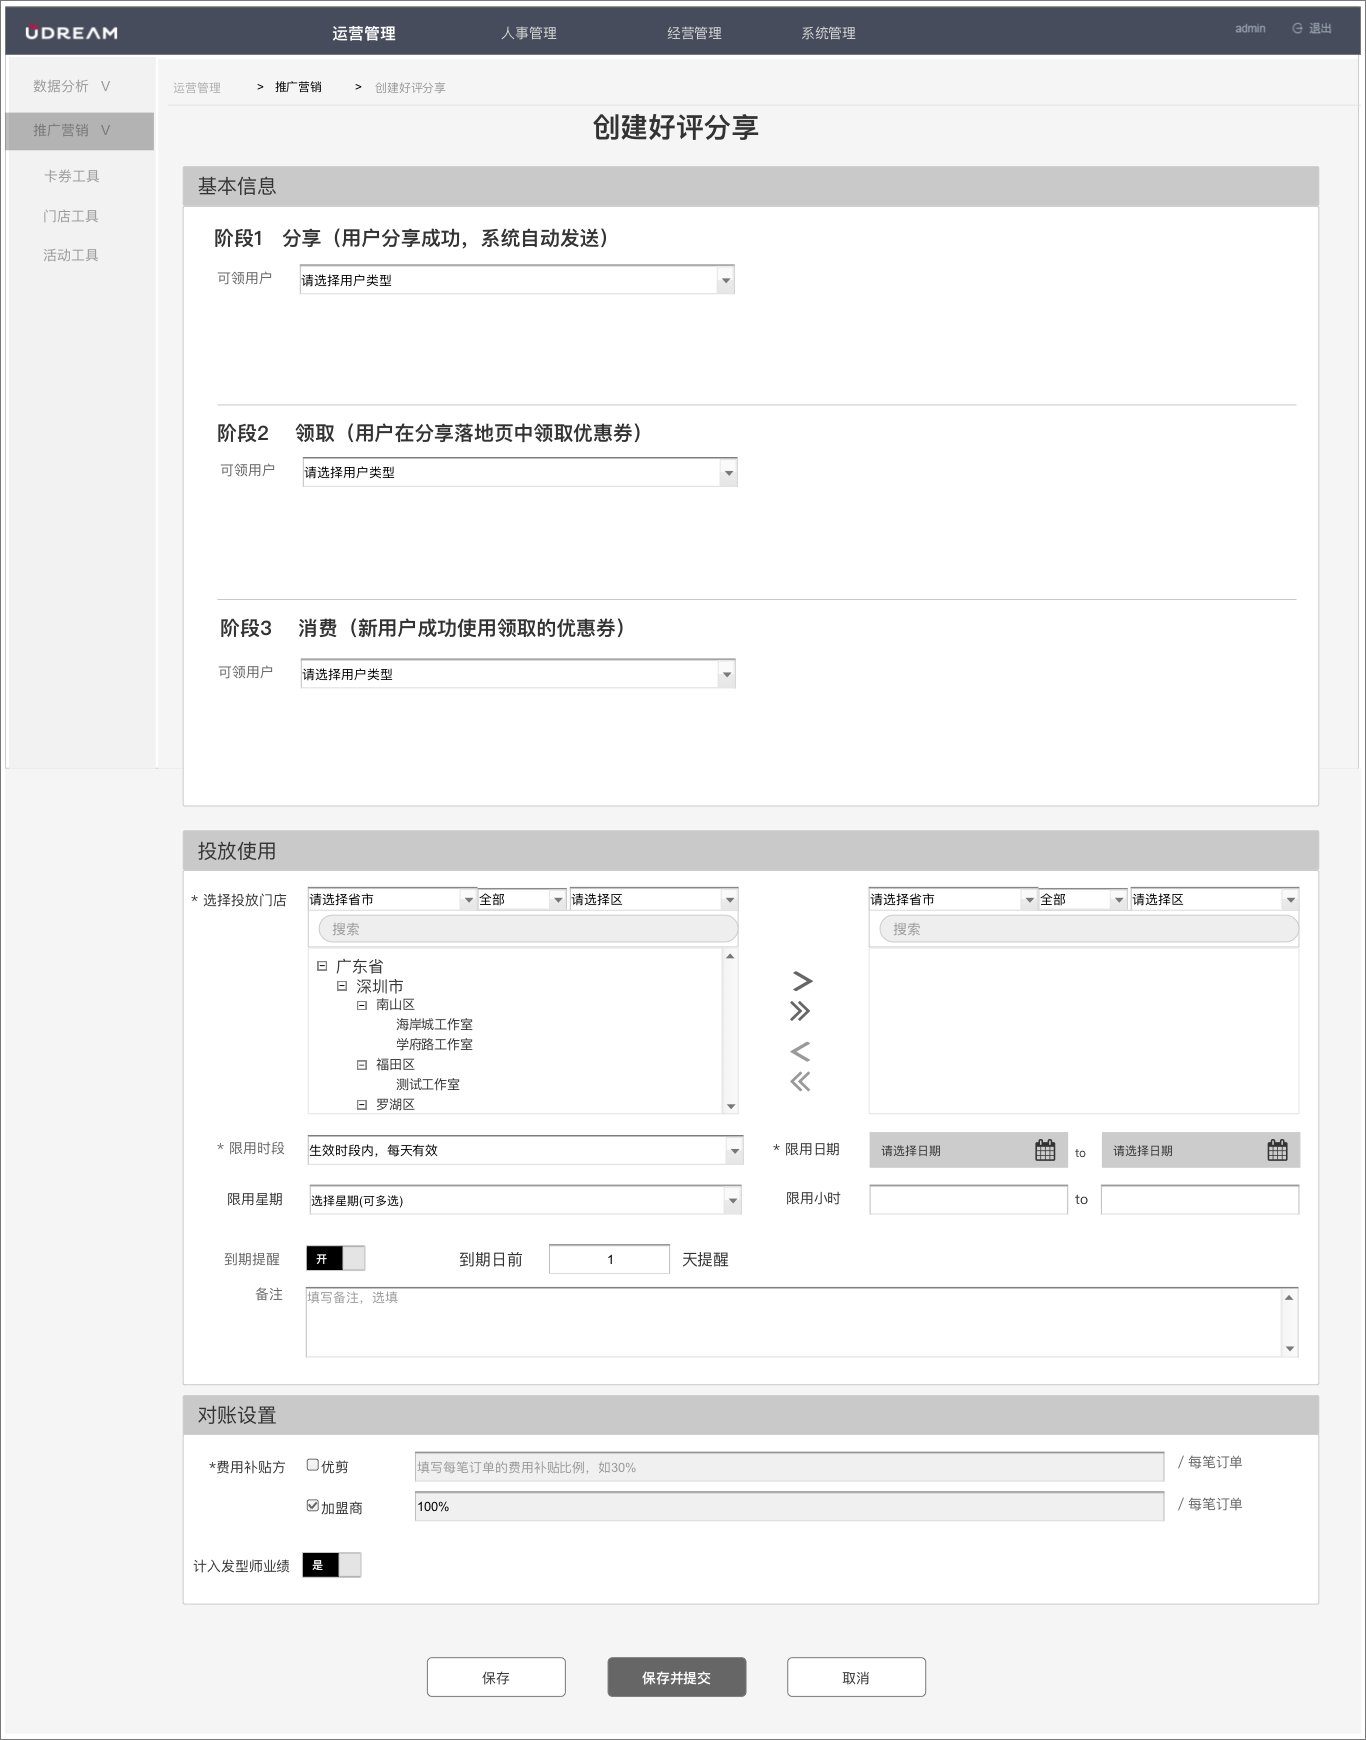 UDREAM 运营管理 人事管理 经营管理 系统管理 admin 退出
数据分析 V
推广营销 V
卡券工具
门店工具
活动工具
运营管理 > 推广营销 > 创建好评分享
创建好评分享
基本信息
阶段1 分享（用户分享成功，系统自动发送）
可领用户 请选择用户类型
阶段2 领取（用户在分享落地页中领取优惠券）
可领用户 请选择用户类型
阶段3 消费（新用户成功使用领取的优惠券）
可领用户 请选择用户类型
投放使用
* 选择投放门店 请选择省市 全部 请选择区 请选择省市 全部 请选择区
搜索 搜索
广东省
深圳市
南山区
海岸城工作室
学府路工作室
福田区
测试工作室
罗湖区
> 
>>
<
<<
* 限用时段 生效时段内，每天有效 * 限用日期 请选择日期 to 请选择日期
限用星期 选择星期(可多选) 限用小时 to
到期提醒 开 到期日前 1 天提醒
备注 填写备注，选填
对账设置
*费用补贴方 优剪 填写每笔订单的费用补贴比例，如30% / 每笔订单
加盟商 100% / 每笔订单
计入发型师业绩 是
保存 保存并提交 取消